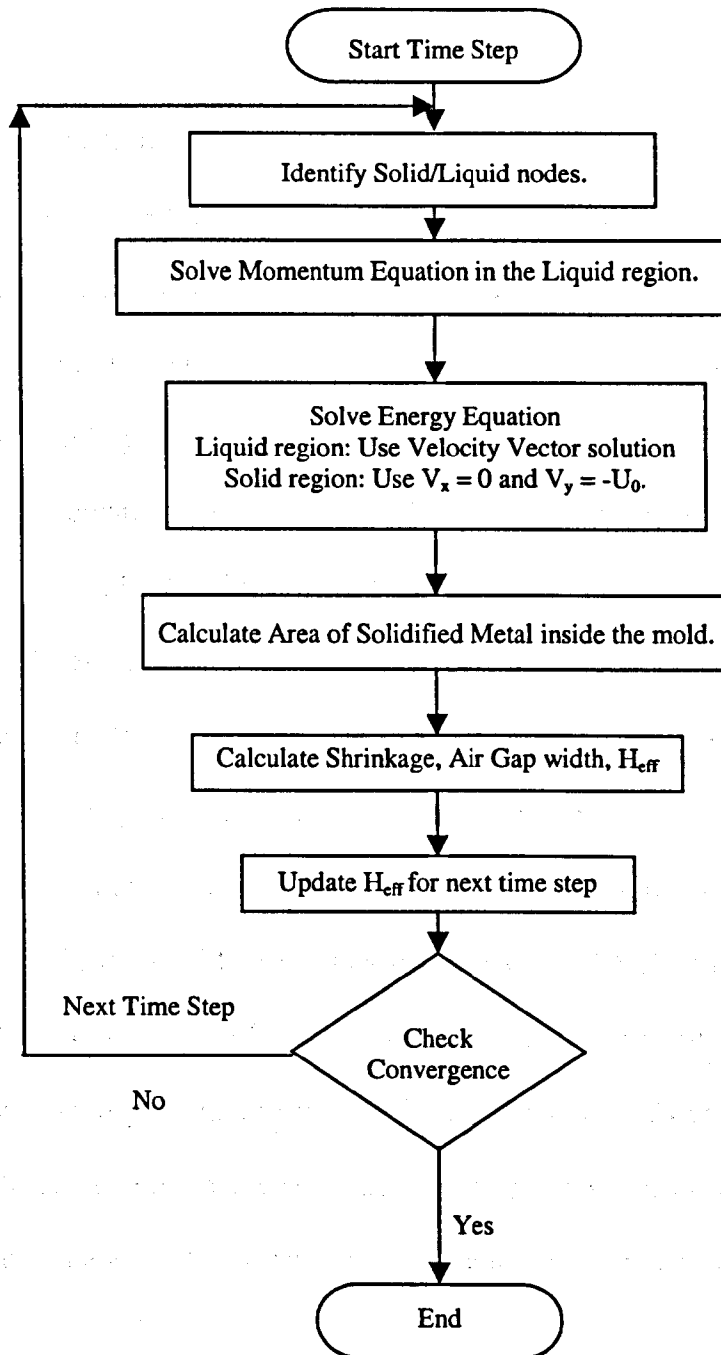 Start Time Step
Identify Solid/Liquid nodes.
Solve Momentum Equation in the Liquid region.
Solve Energy Equation
Liquid region: Use Velocity Vector solution
Solid region: Use Vx = 0 and Vy = -U0.
Calculate Area of Solidified Metal inside the mold.
Calculate Shrinkage, Air Gap width, Heff
Update Heff for next time step
Next Time Step
Check
Convergence
No
Yes
End